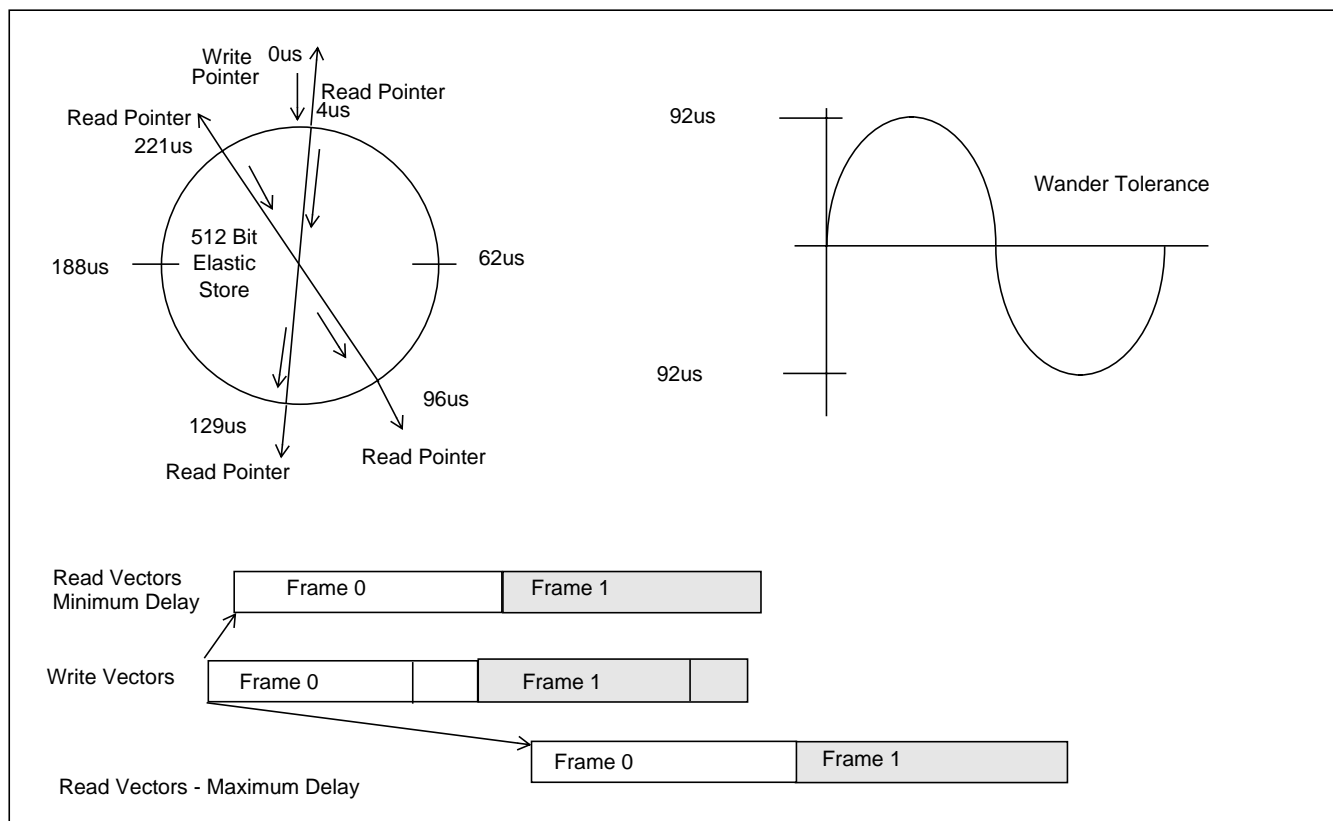 Write
Pointer
0us
Read Pointer
4us
Read Pointer
221us
512 Bit
Elastic
Store
188us
62us
129us
96us
Read Pointer
Read Pointer
92us
Wander Tolerance
92us
Read Vectors
Minimum Delay
Frame 0
Frame 1
Write Vectors
Frame 0
Frame 1
Frame 0
Frame 1
Read Vectors - Maximum Delay